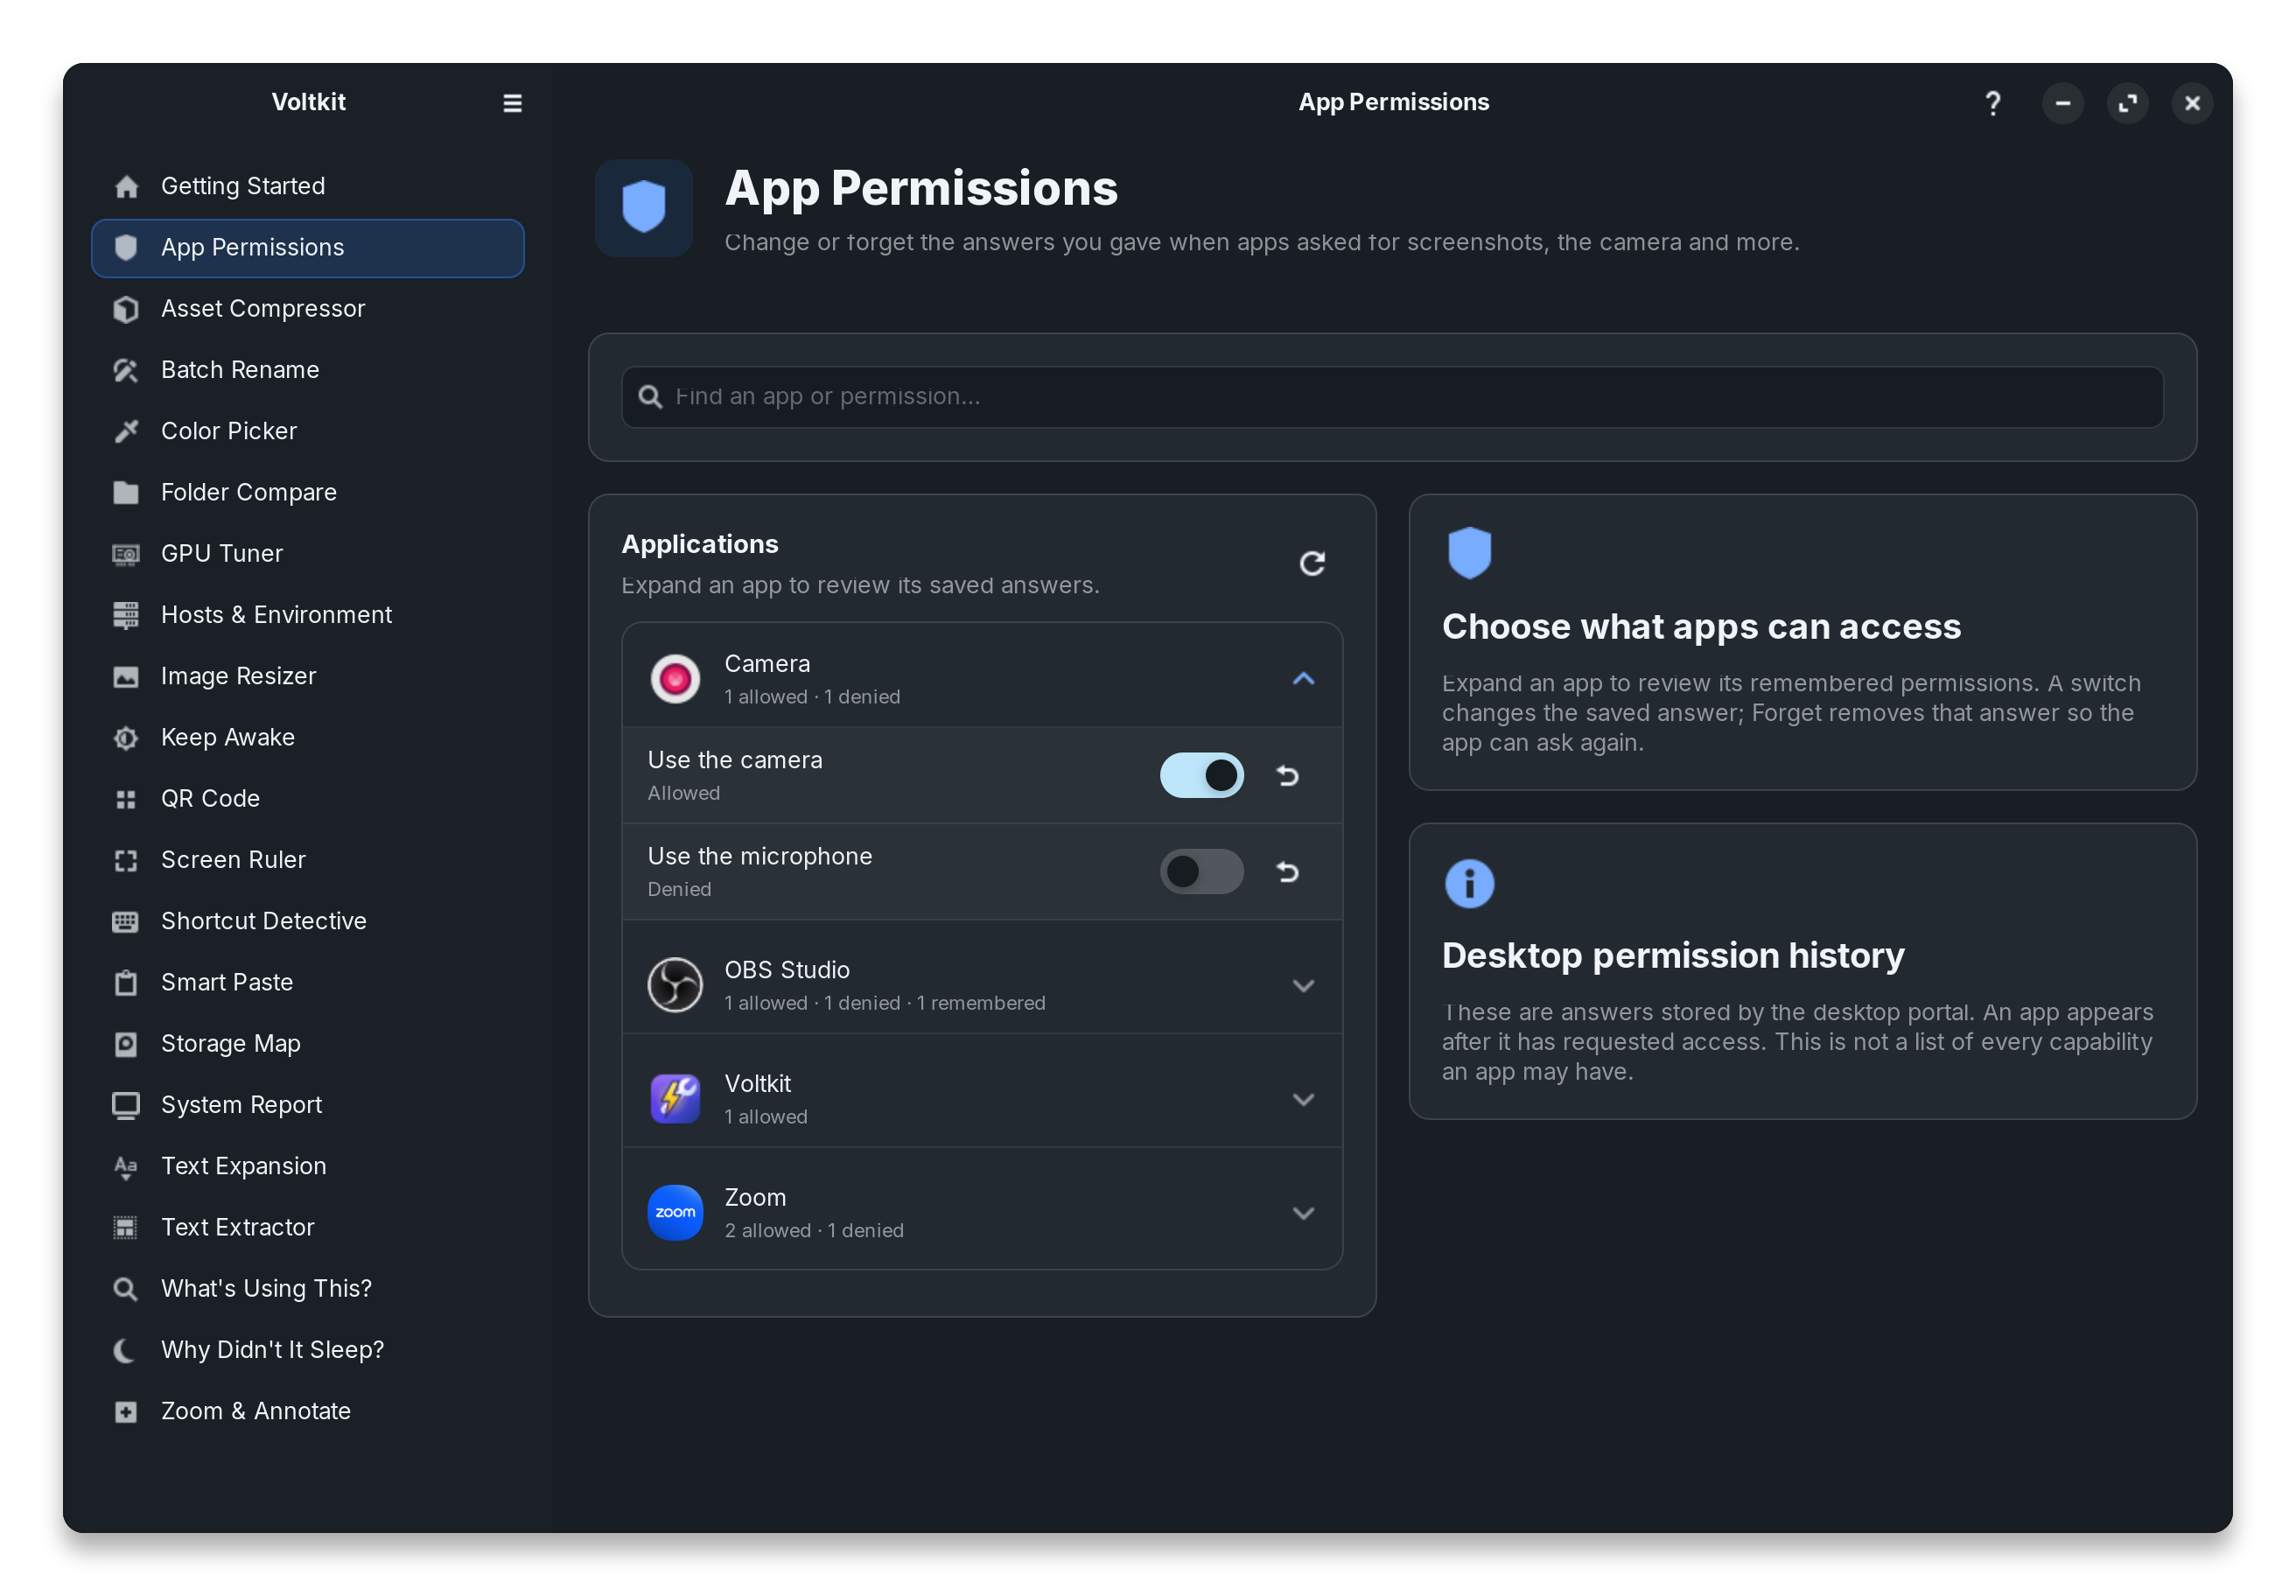 Voltkit
Getting Started
App Permissions
Asset Compressor
Batch Rename
Color Picker
Folder Compare
GPU Tuner
Hosts & Environment
Image Resizer
Keep Awake
QR Code
Screen Ruler
Shortcut Detective
Smart Paste
Storage Map
System Report
Text Expansion
Text Extractor
What's Using This?
Why Didn't It Sleep?
Zoom & Annotate
App Permissions
?
App Permissions
Change or forget the answers you gave when apps asked for screenshots, the camera and more.
Find an app or permission...
Applications
Expand an app to review its saved answers.
Camera
1 allowed · 1 denied
Use the camera
Allowed
Use the microphone
Denied
OBS Studio
1 allowed · 1 denied · 1 remembered
Voltkit
1 allowed
zoom
Zoom
2 allowed · 1 denied
Choose what apps can access
Expand an app to review its remembered permissions. A switch
changes the saved answer; Forget removes that answer so the
app can ask again.
Desktop permission history
These are answers stored by the desktop portal. An app appears
after it has requested access. This is not a list of every capability
an app may have.